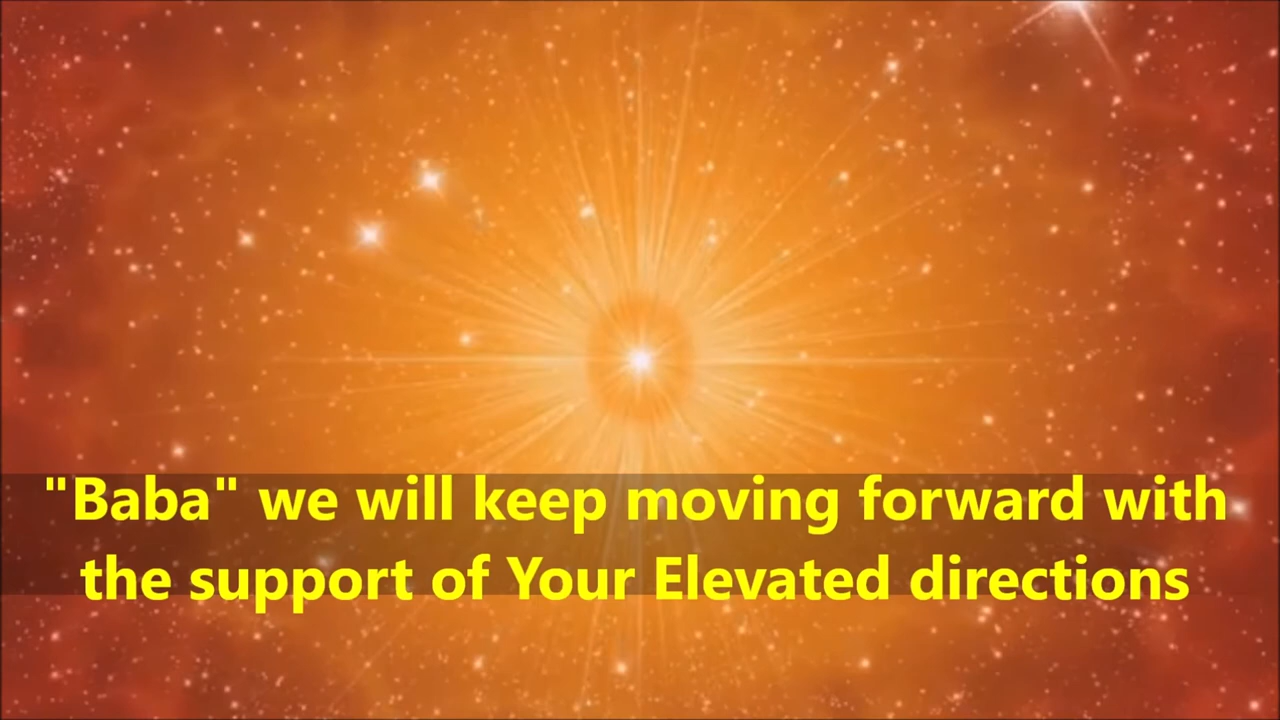 "Baba" we will keep moving forward with
the support of Your Elevated directions